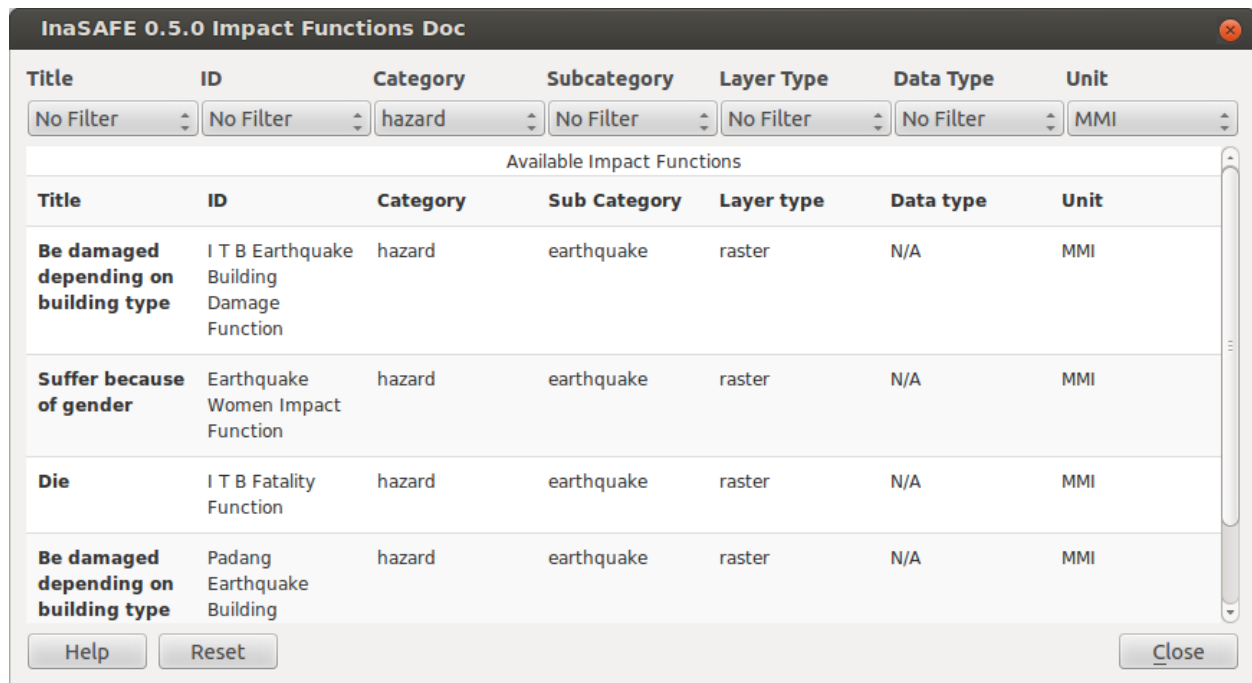 InaSAFE 0.5.0 Impact Functions Doc
Title ID Category Subcategory Layer Type Data Type Unit
No Filter No Filter hazard No Filter No Filter No Filter MMI
Available Impact Functions
Title ID Category Sub Category Layer type Data type Unit
Be damaged I T B Earthquake hazard earthquake raster N/A MMI
depending on Building
building type Damage
Function
Suffer because Earthquake hazard earthquake raster N/A MMI
of gender Women Impact
Function
Die I T B Fatality hazard earthquake raster N/A MMI
Function
Be damaged Padang hazard earthquake raster N/A MMI
depending on Earthquake
building type Building
Help Reset Close